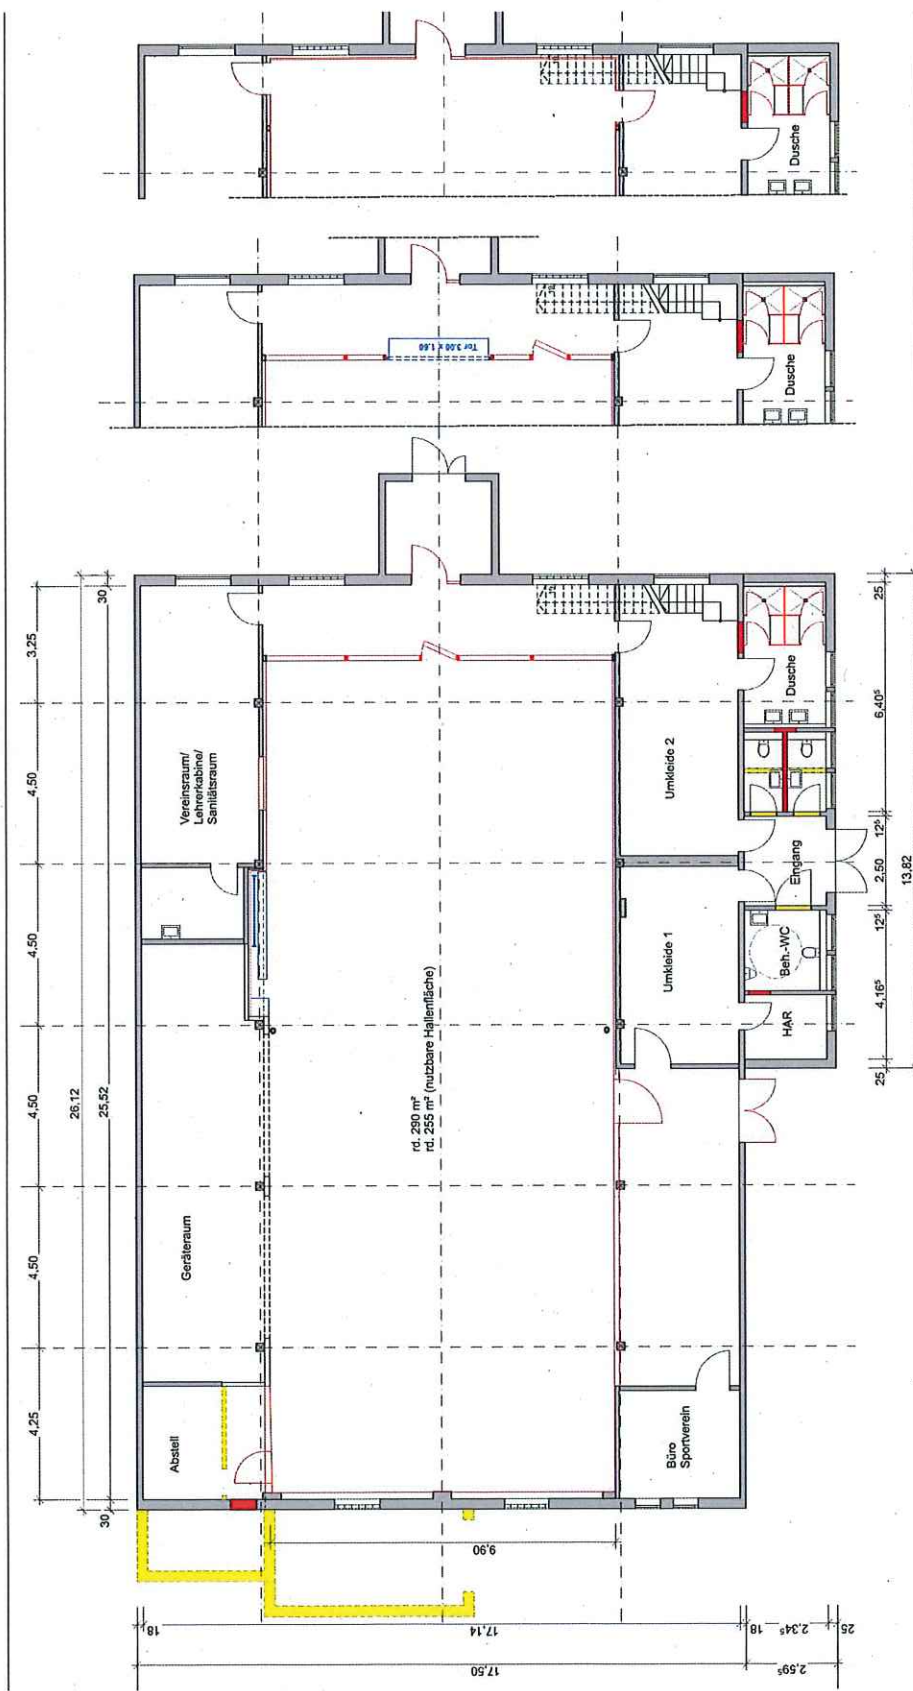 Dusche
Tor 3.00 x 1.60
Dusche
26,12
30
25,52
30
3,25
4,50
4,50
4,50
4,50
4,25
Vereinsraum/
Lehrerkabine/
Sanitätsraum
Geräteraum
Abstell
rd. 290 m²
rd. 255 m² (nutzbare Hallenfläche)
Umkleide 2
Umkleide 1
Büro
Sportverein
Dusche
Eingang
Beh.-WC
HAR
25
6,40⁵
12⁵
2,50
12⁵
4,16⁵
25
13,82
9,90
18
17,14
18
2,34⁵
25
17,50
2,59⁵